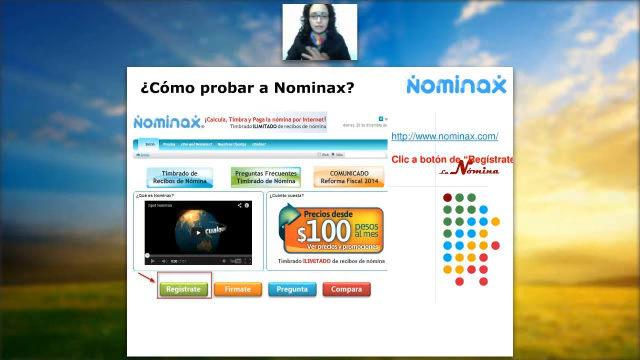 ¿Cómo probar a Nominax?
Nominax
Nominax. ¡Calcula, Timbra y Paga la nómina por Internet!
Timbrado ILIMITADO de recibos de nómina
http://www.nominax.com/
Clic a botón de "Regístrate
La Nómina
Inicio
Timbrado de
Recibos de Nómina
Preguntas Frecuentes
Timbrado de Nómina
COMUNICADO
Reforma Fiscal 2014
¿Qué es Nominax?
¿Cuánto cuesta?
Spot Nominax
Precios desde
$100 pesos
al mes
Ver precios y promociones
Timbrado ILIMITADO de recibos de nómina
Regístrate
Fírmate
Pregunta
Compara